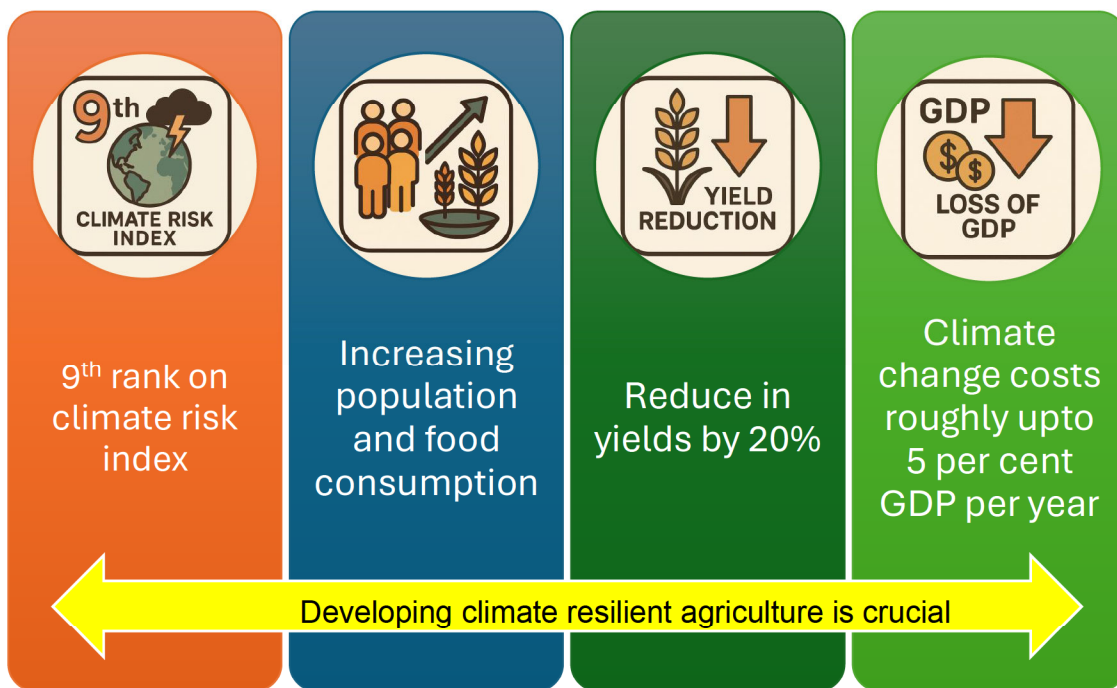 9th
CLIMATE RISK
INDEX
9th rank on
climate risk
index
Increasing
population
and food
consumption
YIELD
REDUCTION
Reduce in
yields by 20%
GDP
$
$
LOSS OF
GDP
Climate
change costs
roughly upto
5 per cent
GDP per year
Developing climate resilient agriculture is crucial